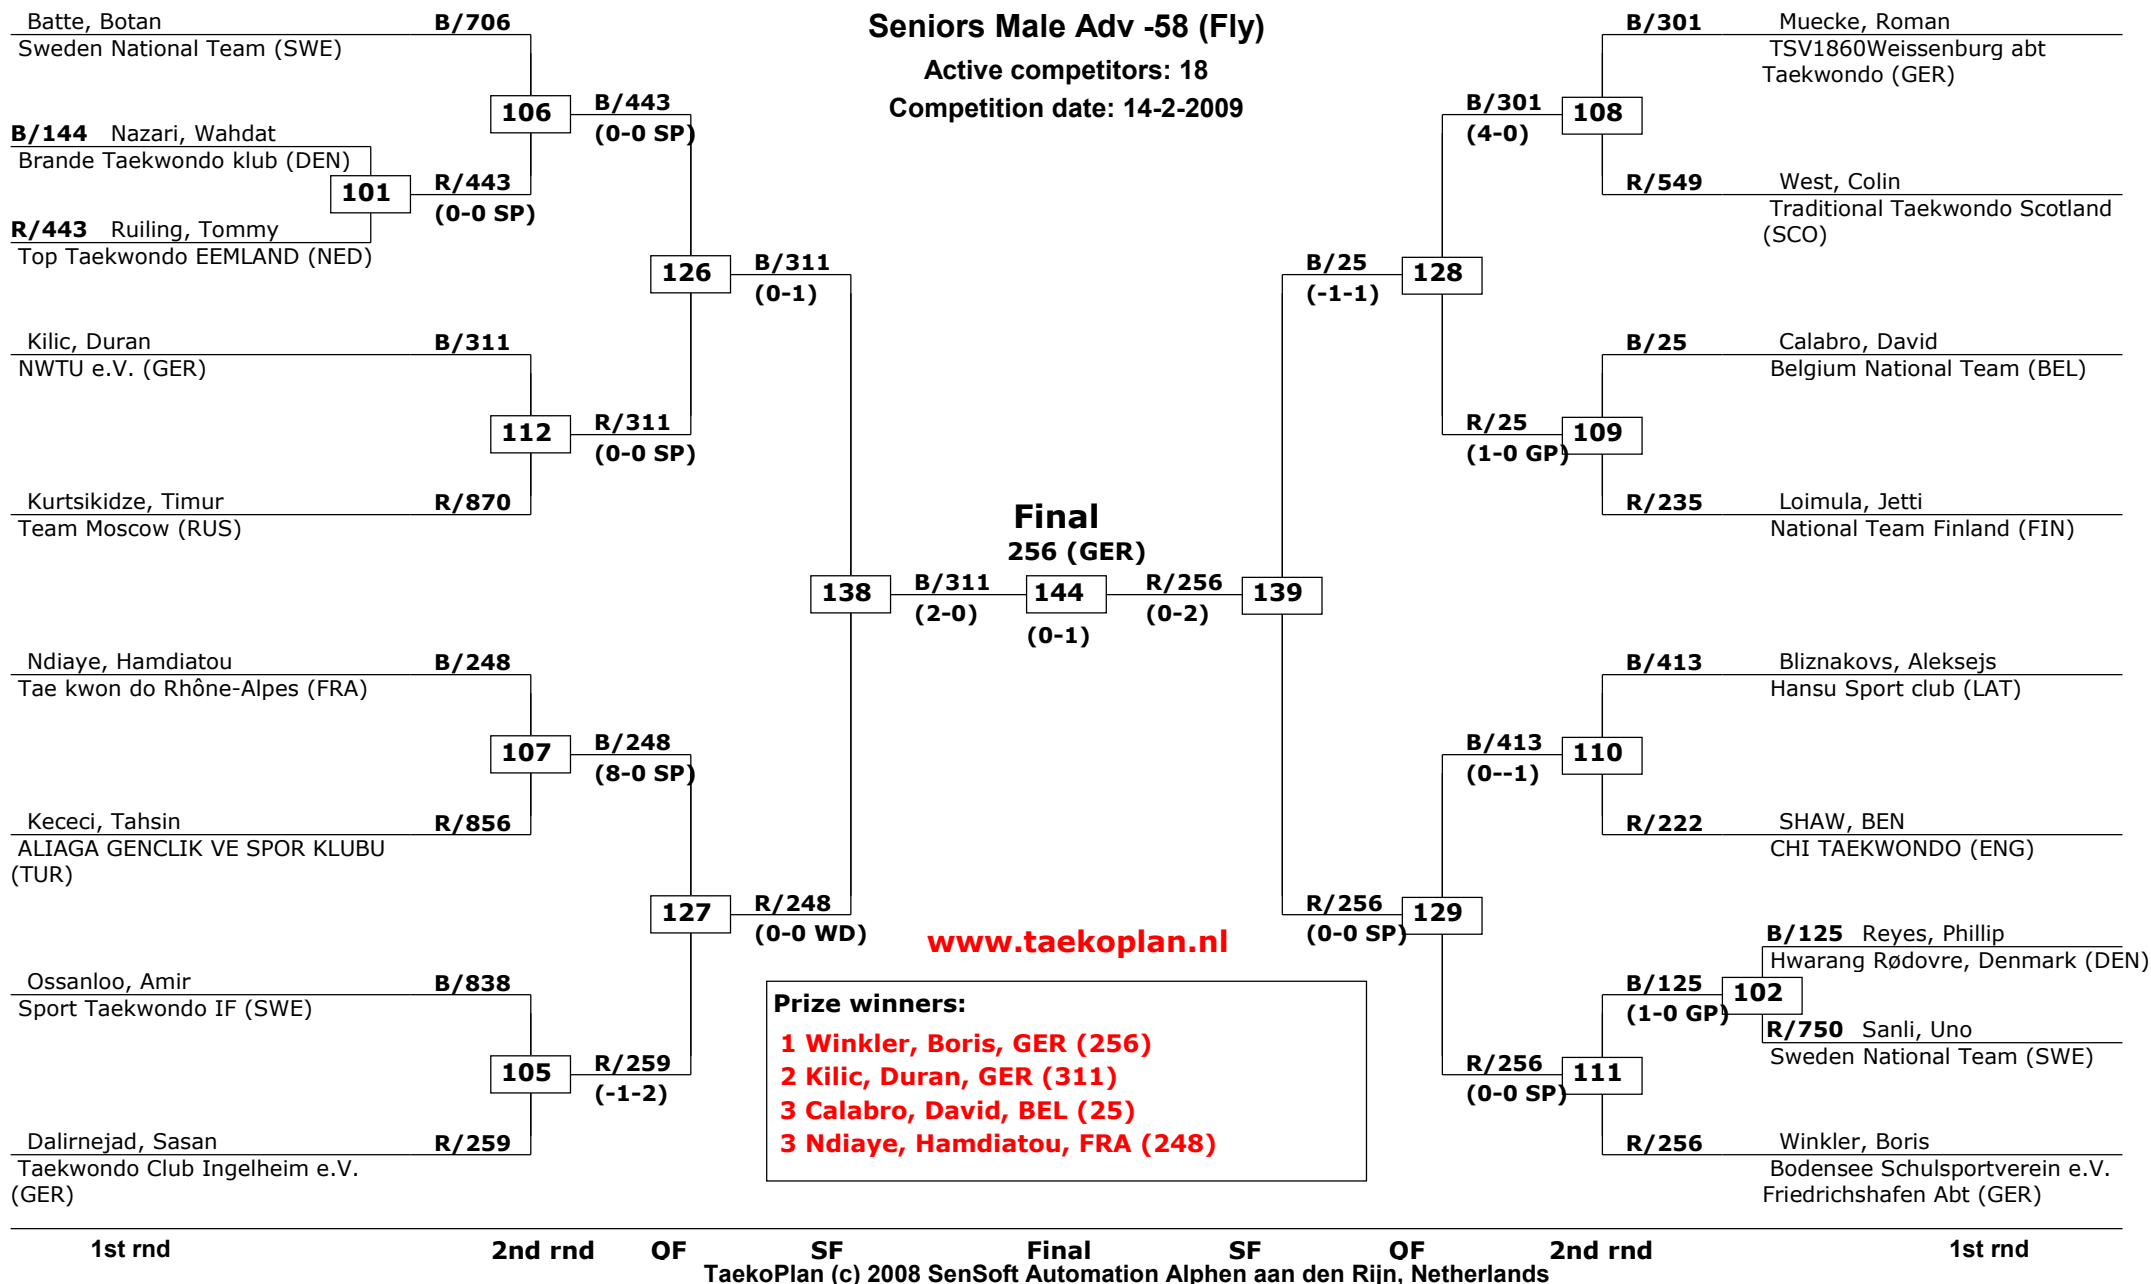 Seniors Male Adv -58 (Fly)
Active competitors: 18
Competition date: 14-2-2009
Batte, Botan
B/706
Sweden National Team (SWE)
106
B/443
(0-0 SP)
B/144 Nazari, Wahdat
Brande Taekwondo klub (DEN)
101
R/443
(0-0 SP)
R/443 Ruiling, Tommy
Top Taekwondo EEMLAND (NED)
126
B/311
(0-1)
Kilic, Duran
B/311
NWTU e.V. (GER)
112
R/311
(0-0 SP)
Kurtsikidze, Timur
R/870
Team Moscow (RUS)
138
B/311
(2-0)
Ndiaye, Hamdiatou
B/248
Tae kwon do Rhône-Alpes (FRA)
107
B/248
(8-0 SP)
Kececi, Tahsin
R/856
ALIAGA GENCLIK VE SPOR KLUBU
(TUR)
127
R/248
(0-0 WD)
Ossanloo, Amir
B/838
Sport Taekwondo IF (SWE)
105
R/259
(-1-2)
Dalirnejad, Sasan
R/259
Taekwondo Club Ingelheim e.V.
(GER)
Final
256 (GER)
144
(0-1)
R/256
(0-2)
139
B/301
Muecke, Roman
TSV1860Weissenburg abt
Taekwondo (GER)
B/301
(4-0)
108
R/549
West, Colin
Traditional Taekwondo Scotland
(SCO)
B/25
(-1-1)
128
B/25
Calabro, David
Belgium National Team (BEL)
R/25
(1-0 GP)
109
R/235
Loimula, Jetti
National Team Finland (FIN)
B/413
Bliznakovs, Aleksejs
Hansu Sport club (LAT)
B/413
(0--1)
110
R/222
SHAW, BEN
CHI TAEKWONDO (ENG)
R/256
(0-0 SP)
129
B/125 Reyes, Phillip
Hwarang Rødovre, Denmark (DEN)
B/125
(1-0 GP)
102
R/750 Sanli, Uno
Sweden National Team (SWE)
R/256
(0-0 SP)
111
R/256
Winkler, Boris
Bodensee Schulsportverein e.V.
Friedrichshafen Abt (GER)
www.taekoplan.nl
Prize winners:
1 Winkler, Boris, GER (256)
2 Kilic, Duran, GER (311)
3 Calabro, David, BEL (25)
3 Ndiaye, Hamdiatou, FRA (248)
1st rnd 2nd rnd QF SF Final SF QF 2nd rnd 1st rnd
TaekoPlan (c) 2008 SenSoft Automation Alphen aan den Rijn, Netherlands